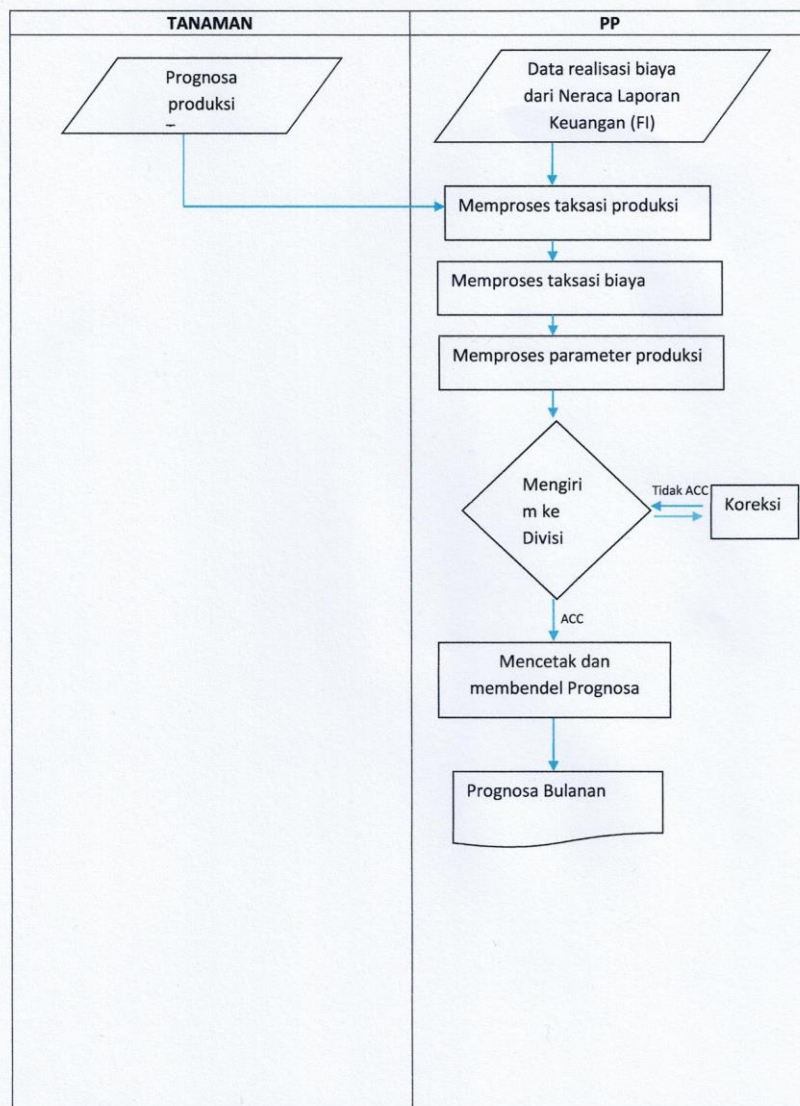 TANAMAN
PP
Prognosa
produksi
Data realisasi biaya
dari Neraca Laporan
Keuangan (FI)
Memproses taksasi produksi
Memproses taksasi biaya
Memproses parameter produksi
Mengiri
m ke
Divisi
Tidak ACC
Koreksi
ACC
Mencetak dan
membendel Prognosa
Prognosa Bulanan